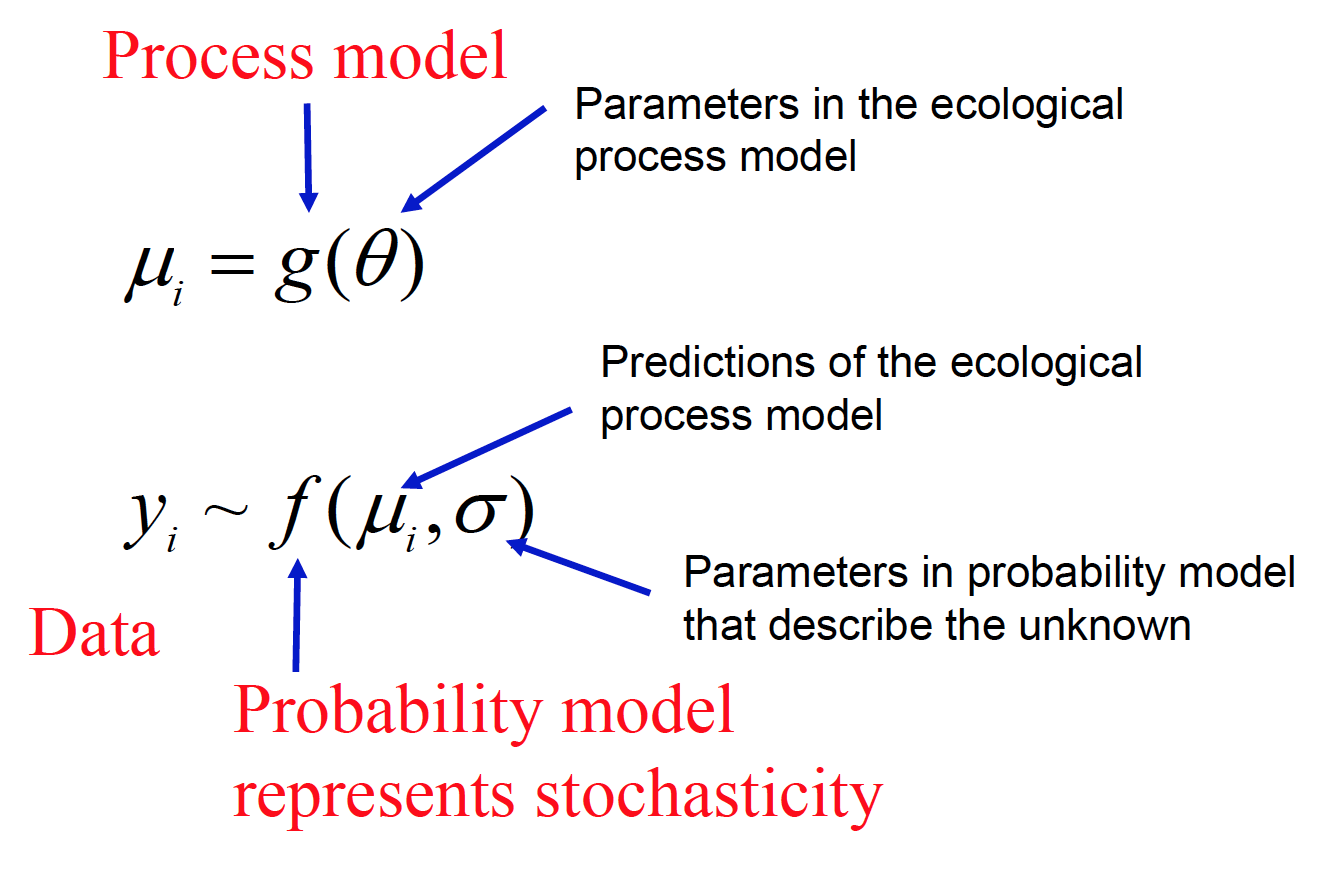 Process model
Parameters in the ecological
process model
μᵢ = g(θ)
Predictions of the ecological
process model
yᵢ ~ f(μᵢ,σ)
Parameters in probability model
that describe the unknown
Data
Probability model
represents stochasticity